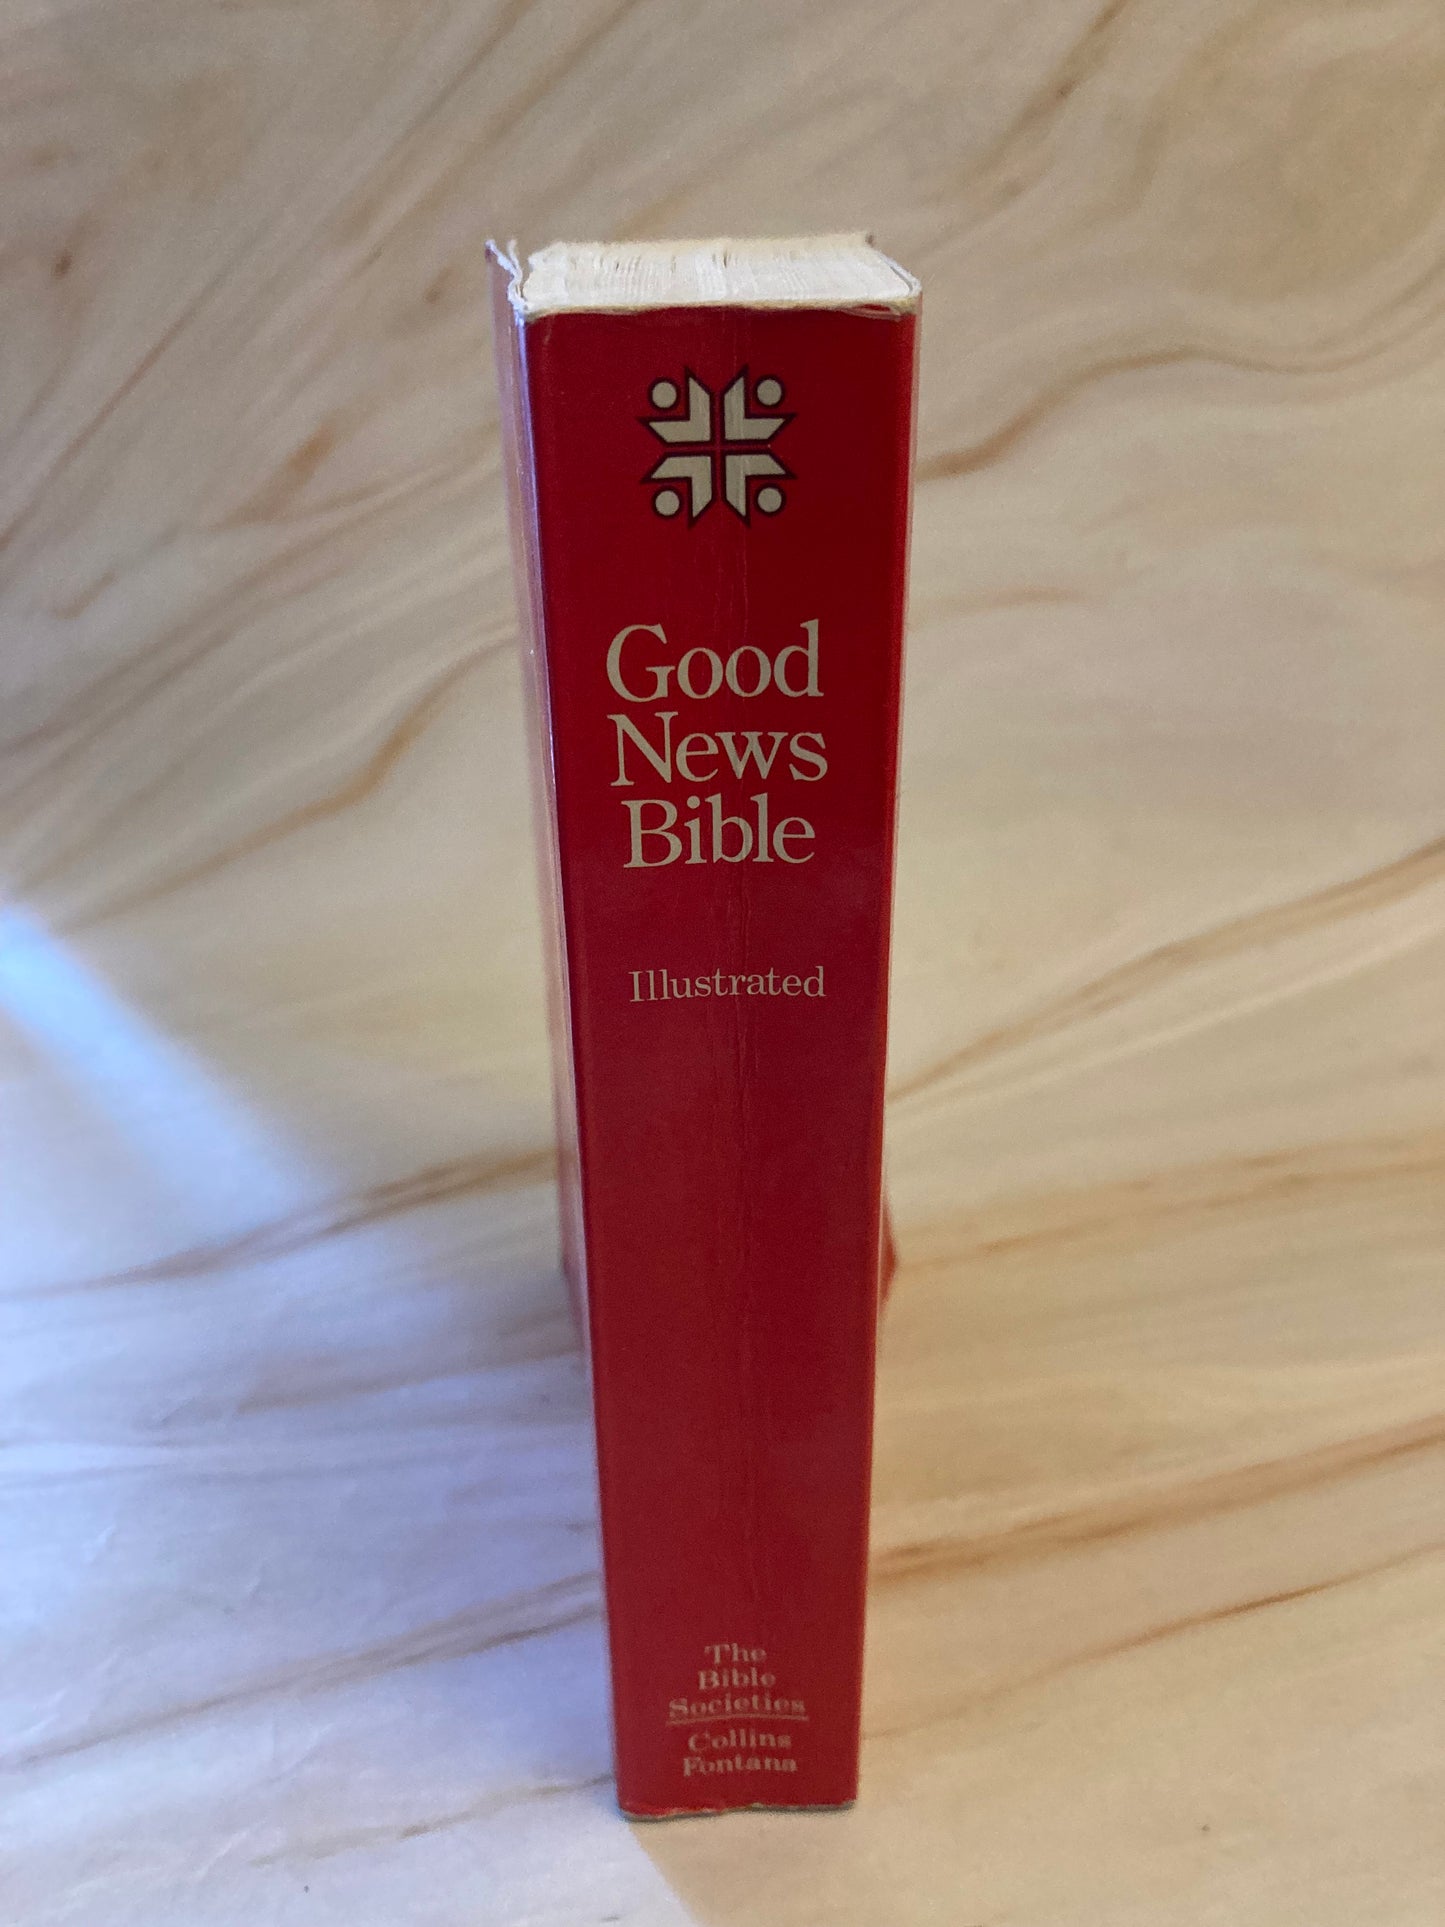 Good
News
Bible
Illustrated
The
Bible
Societies
Collins
Fontana